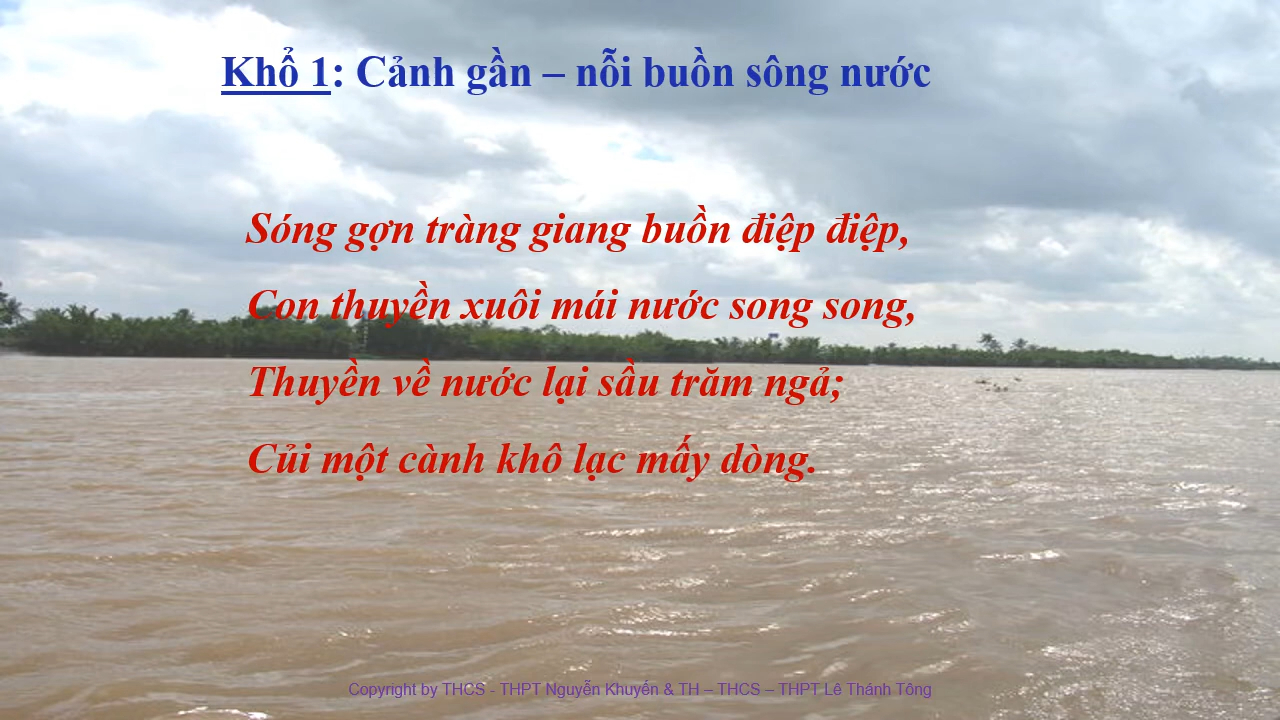 Khổ 1: Cảnh gần – nỗi buồn sông nước
Sóng gợn tràng giang buồn điệp điệp,
Con thuyền xuôi mái nước song song,
Thuyền về nước lại sầu trăm ngả;
Củi một cành khô lạc mấy dòng.
Copyright by THCS - THPT Nguyễn Khuyến & TH – THCS – THPT Lê Thánh Tông